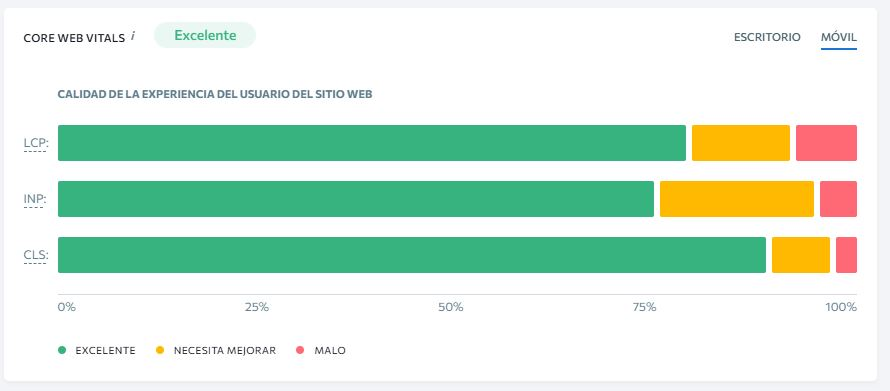 CORE WEB VITALS i Excelente ESCRITORIO MÓVIL
CALIDAD DE LA EXPERIENCIA DEL USUARIO DEL SITIO WEB
LCP:
INP:
CLS:
0% 25% 50% 75% 100%
EXCELENTE NECESITA MEJORAR MALO